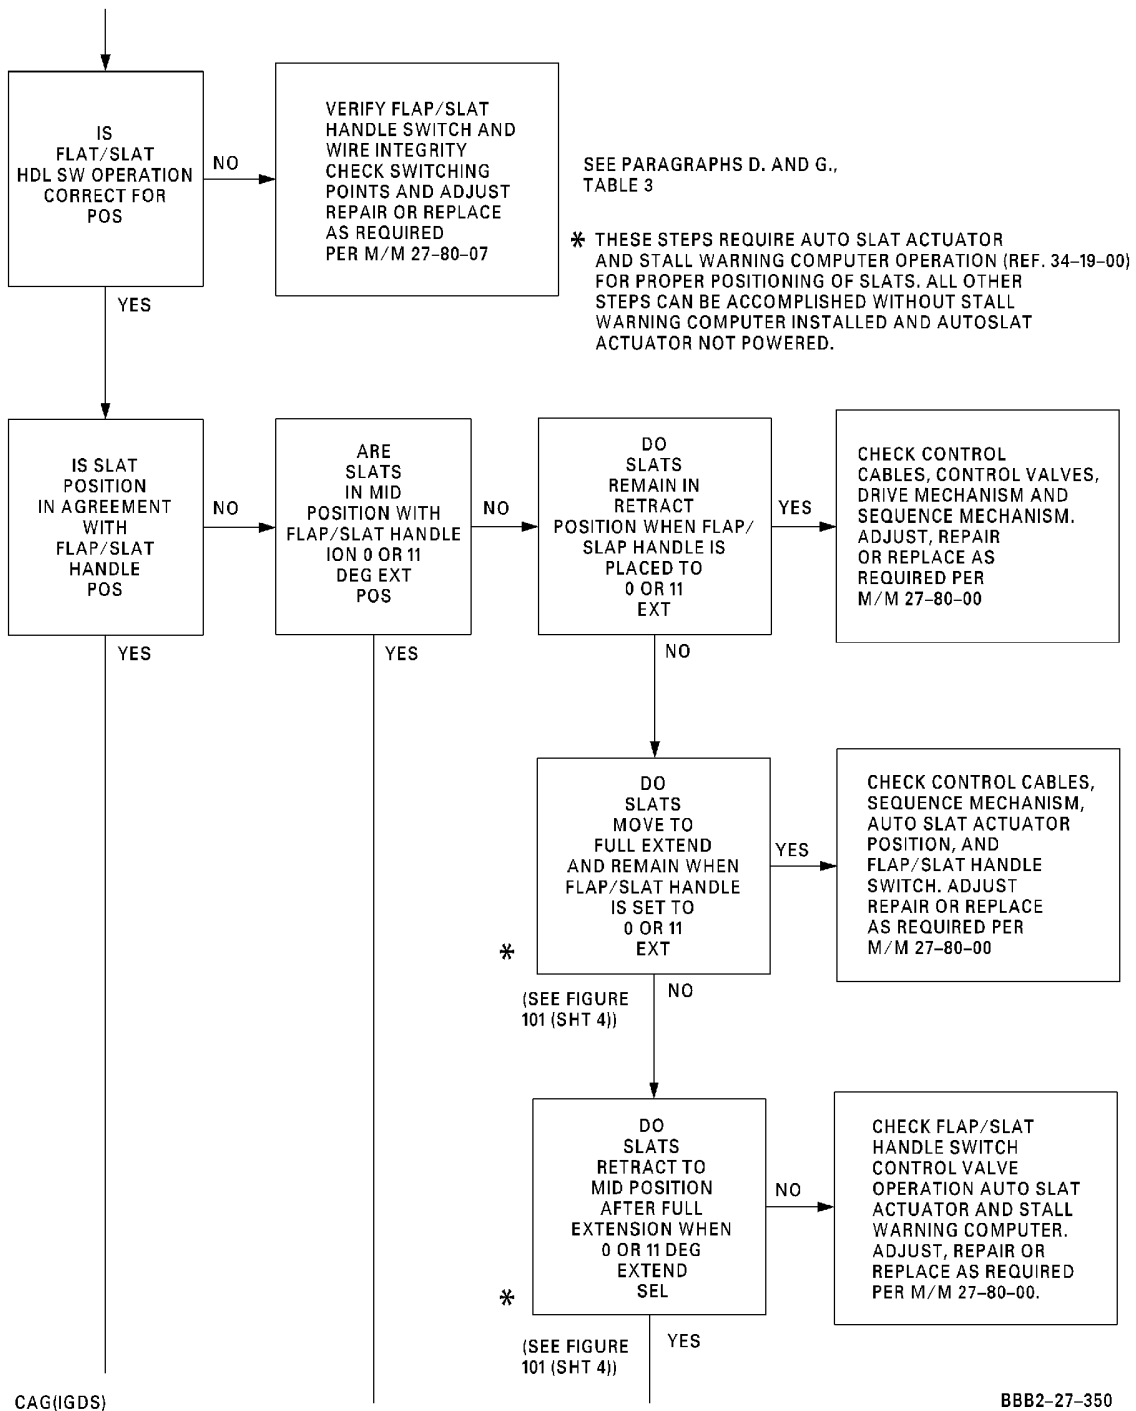 IS
FLAT/SLAT
HDL SW OPERATION
CORRECT FOR
POS
NO
VERIFY FLAP/SLAT
HANDLE SWITCH AND
WIRE INTEGRITY
CHECK SWITCHING
POINTS AND ADJUST
REPAIR OR REPLACE
AS REQUIRED
PER M/M 27-80-07
SEE PARAGRAPHS D. AND G.,
TABLE 3
* THESE STEPS REQUIRE AUTO SLAT ACTUATOR
AND STALL WARNING COMPUTER OPERATION (REF. 34-19-00)
FOR PROPER POSITIONING OF SLATS. ALL OTHER
STEPS CAN BE ACCOMPLISHED WITHOUT STALL
WARNING COMPUTER INSTALLED AND AUTOSLAT
ACTUATOR NOT POWERED.
YES
IS SLAT
POSITION
IN AGREEMENT
WITH
FLAP/SLAT
HANDLE
POS
NO
ARE
SLATS
IN MID
POSITION WITH
FLAP/SLAT HANDLE
ION 0 OR 11
DEG EXT
POS
NO
DO
SLATS
REMAIN IN
RETRACT
POSITION WHEN FLAP/
SLAP HANDLE IS
PLACED TO
0 OR 11
EXT
YES
CHECK CONTROL
CABLES, CONTROL VALVES,
DRIVE MECHANISM AND
SEQUENCE MECHANISM.
ADJUST, REPAIR
OR REPLACE AS
REQUIRED PER
M/M 27-80-00
YES
YES
NO
DO
SLATS
MOVE TO
FULL EXTEND
AND REMAIN WHEN
FLAP/SLAT HANDLE
IS SET TO
0 OR 11
EXT
*
YES
CHECK CONTROL CABLES,
SEQUENCE MECHANISM,
AUTO SLAT ACTUATOR
POSITION, AND
FLAP/SLAT HANDLE
SWITCH. ADJUST
REPAIR OR REPLACE
AS REQUIRED PER
M/M 27-80-00
(SEE FIGURE
101 (SHT 4))
NO
DO
SLATS
RETRACT TO
MID POSITION
AFTER FULL
EXTENSION WHEN
0 OR 11 DEG
EXTEND
SEL
*
NO
CHECK FLAP/SLAT
HANDLE SWITCH
CONTROL VALVE
OPERATION AUTO SLAT
ACTUATOR AND STALL
WARNING COMPUTER.
ADJUST, REPAIR OR
REPLACE AS REQUIRED
PER M/M 27-80-00.
(SEE FIGURE
101 (SHT 4))
YES
CAG(IGDS)
BBB2-27-350